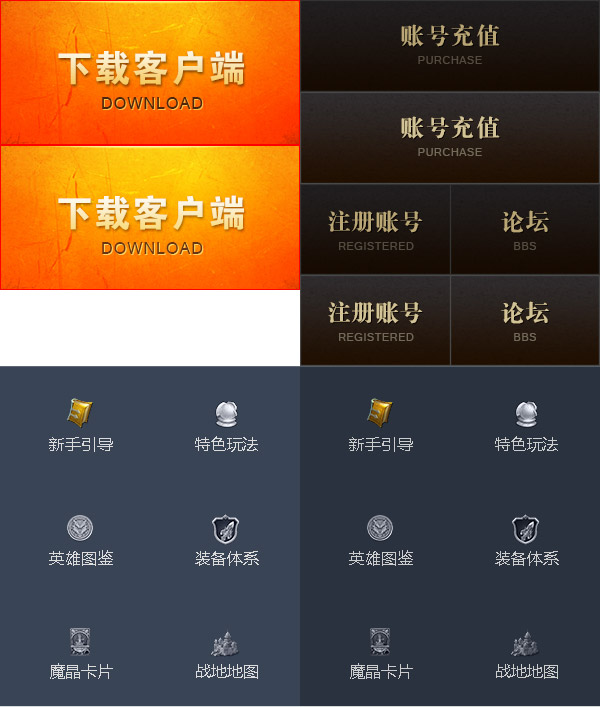 下载客户端
DOWNLOAD
下载客户端
DOWNLOAD
账号充值
PURCHASE
账号充值
PURCHASE
注册账号 论坛
REGISTERED BBS
注册账号 论坛
REGISTERED BBS
新手引导 特色玩法 新手引导 特色玩法
英雄图鉴 装备体系 英雄图鉴 装备体系
魔晶卡片 战地地图 魔晶卡片 战地地图